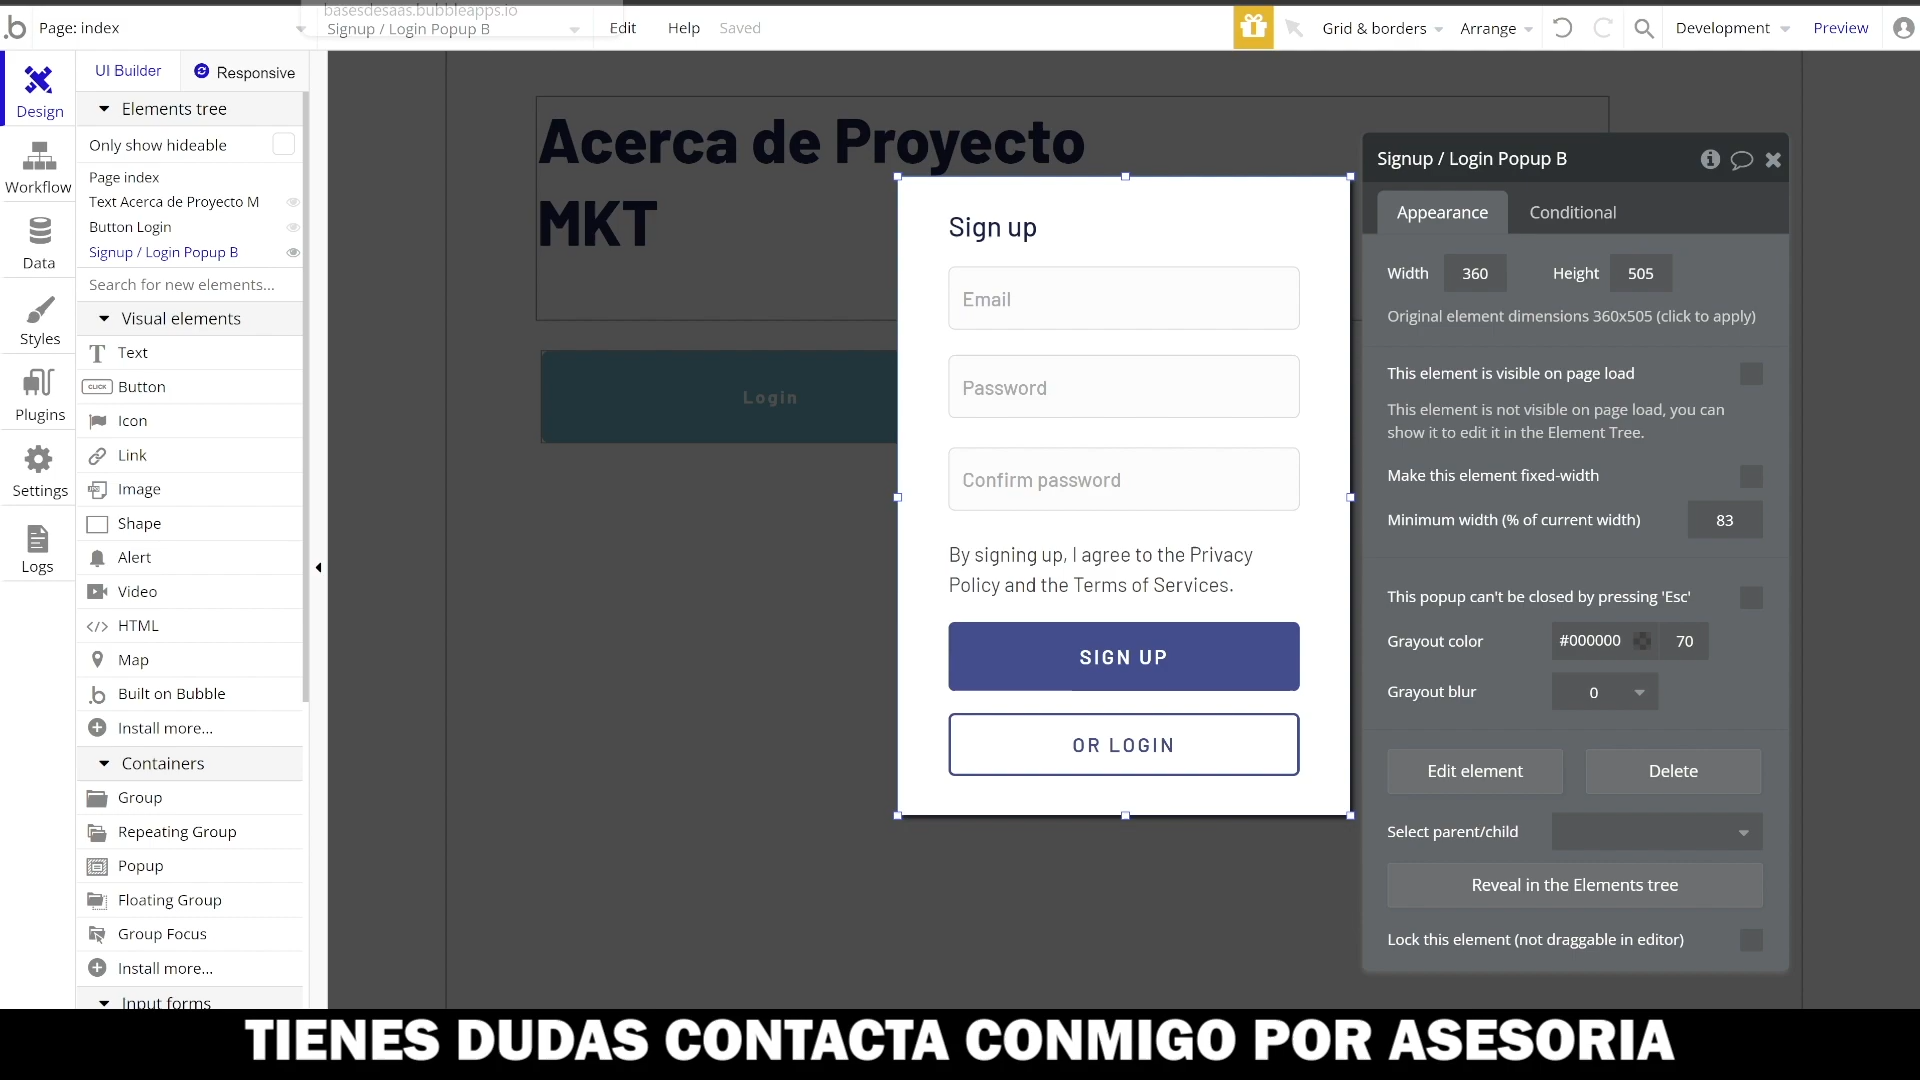 basesdesaas.bubbleapps.io
Page: index
Signup / Login Popup B
Edit
Help
Saved
Grid & borders
Arrange
Development
Preview
Design
Workflow
Data
Styles
Plugins
Settings
Logs
UI Builder
Responsive
Elements tree
Only show hideable
Page index
Text Acerca de Proyecto M
Button Login
Signup / Login Popup B
Search for new elements...
Visual elements
Text
CLICK Button
Icon
Link
Image
Shape
Alert
Video
HTML
Map
Built on Bubble
Install more...
Containers
Group
Repeating Group
Popup
Floating Group
Group Focus
Install more...
Input forms
Acerca de Proyecto
MKT
Login
Sign up
Email
Password
Confirm password
By signing up, I agree to the Privacy
Policy and the Terms of Services.
SIGN UP
OR LOGIN
Signup / Login Popup B
Appearance
Conditional
Width 360 Height 505
Original element dimensions 360x505 (click to apply)
This element is visible on page load
This element is not visible on page load, you can
show it to edit it in the Element Tree.
Make this element fixed-width
Minimum width (% of current width) 83
This popup can't be closed by pressing 'Esc'
Grayout color #000000 70
Grayout blur 0
Edit element
Delete
Select parent/child
Reveal in the Elements tree
Lock this element (not draggable in editor)
TIENES DUDAS CONTACTA CONMIGO POR ASESORIA